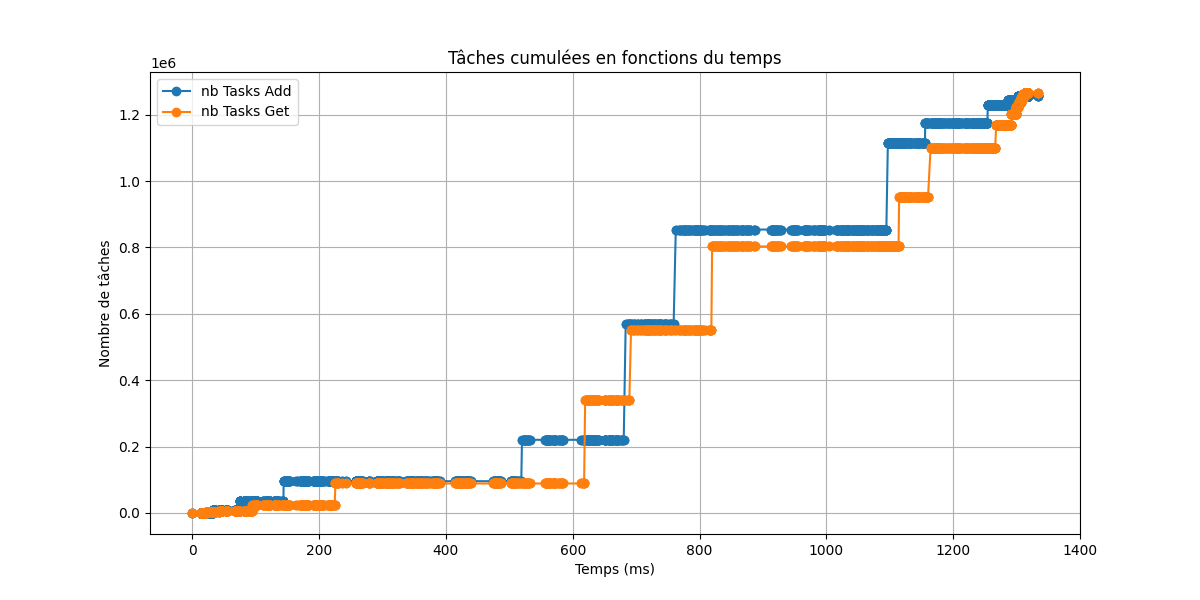 Tâches cumulées en fonctions du temps
1e6
nb Tasks Add
nb Tasks Get
1.2
1.0
0.8
0.6
0.4
0.2
0.0
Nombre de tâches
0 200 400 600 800 1000 1200 1400
Temps (ms)